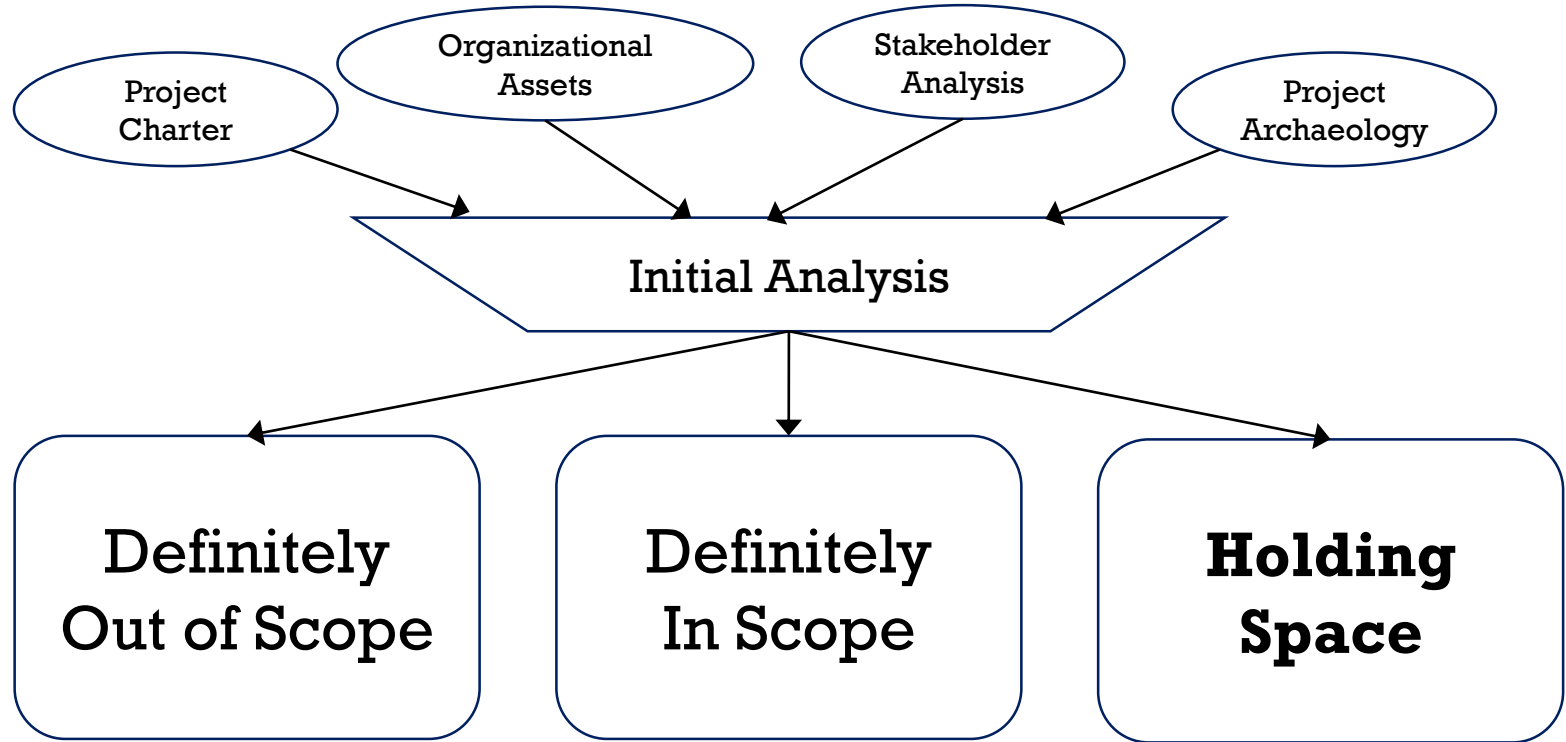 Project
Charter
Organizational
Assets
Stakeholder
Analysis
Project
Archaeology
Initial Analysis
Definitely
Out of Scope
Definitely
In Scope
Holding
Space